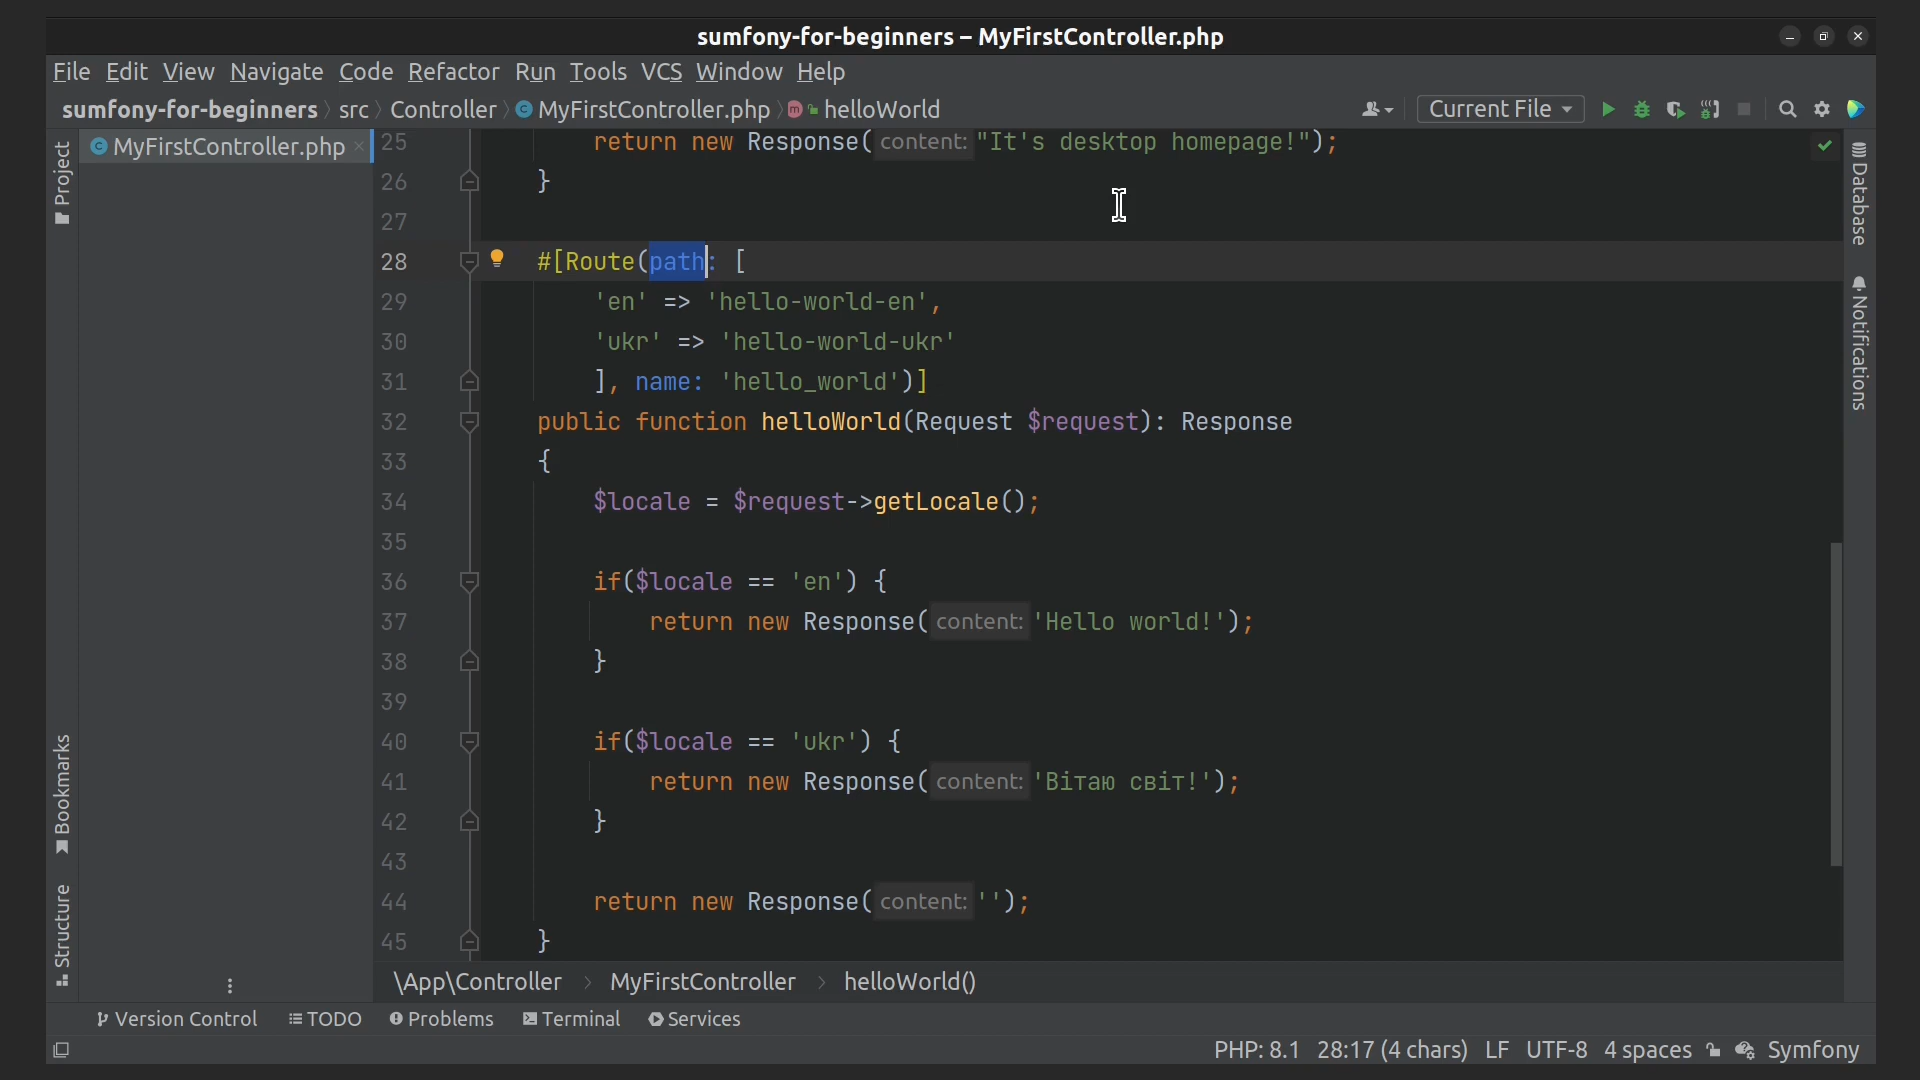 sumfony-for-beginners – MyFirstController.php
File Edit View Navigate Code Refactor Run Tools VCS Window Help
sumfony-for-beginners src Controller MyFirstController.php helloWorld Current File
MyFirstController.php
Project
Bookmarks
Structure
25 return new Response( content: "It's desktop homepage!");
26 }
27
28 #[Route(path: [
29 'en' => 'hello-world-en',
30 'ukr' => 'hello-world-ukr'
31 ], name: 'hello_world')]
32 public function helloWorld(Request $request): Response
33 {
34 $locale = $request->getLocale();
35
36 if($locale == 'en') {
37 return new Response( content: 'Hello world!');
38 }
39
40 if($locale == 'ukr') {
41 return new Response( content: 'Вітаю світ!');
42 }
43
44 return new Response( content: '');
45 }
Database
Notifications
\App\Controller › MyFirstController › helloWorld()
Version Control TODO Problems Terminal Services
PHP: 8.1 28:17 (4 chars) LF UTF-8 4 spaces Symfony